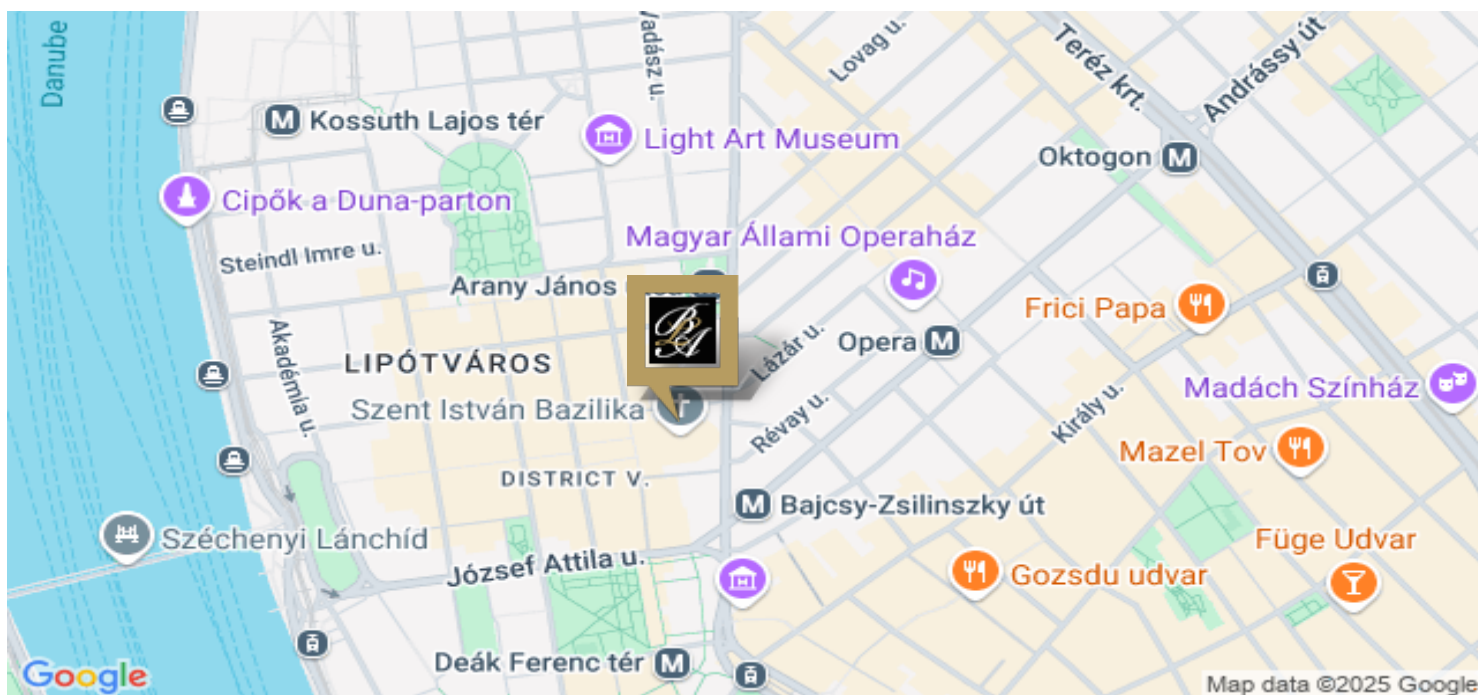 Danube
Vadász u.
Lovag u.
Teréz krt.
Andrássy út
M Kossuth Lajos tér
Light Art Museum
Oktogon M
Cipők a Duna-parton
Magyar Állami Operaház
Steindl Imre u.
Arany János
Frici Papa
Akadémia u.
LIPÓTVÁROS
Lázár u.
Opera M
Madách Színház
Szent István Bazilika
Révay u.
Király u.
Mazel Tov
DISTRICT V.
M Bajcsy-Zsilinszky út
Széchenyi Lánchíd
Füge Udvar
József Attila u.
Gozsdu udvar
Deák Ferenc tér M
Google
Map data ©2025 Google